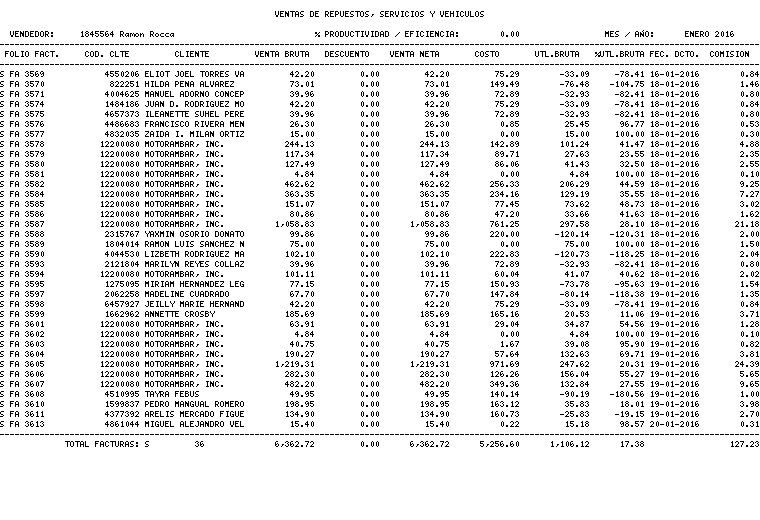 VENTAS DE REPUESTOS, SERVICIOS Y VEHICULOS
VENDEDOR: 1845564 Ramon Rocca % PRODUCTIVIDAD / EFICIENCIA: 0.00 MES / AÑO: ENERO 2016
FOLIO FACT. COD. CLTE CLIENTE VENTA BRUTA DESCUENTO VENTA NETA COSTO UTL.BRUTA %UTL.BRUTA FEC. DCTO. COMISION
S FA 3569 4550206 ELIOT JOEL TORRES VA 42.20 0.00 42.20 75.29 -33.09 -78.41 16-01-2016 0.84
S FA 3570 822251 HILDA PENA ALVAREZ 73.01 0.00 73.01 149.49 -76.48 -104.75 18-01-2016 1.46
S FA 3571 4004625 MANUEL ADORNO CONCEP 39.96 0.00 39.96 72.89 -32.93 -82.41 18-01-2016 0.80
S FA 3574 1484186 JUAN D. RODRIGUEZ MO 42.20 0.00 42.20 75.29 -33.09 -78.41 18-01-2016 0.84
S FA 3575 4657373 ILEANETTE SUHEL PERE 39.96 0.00 39.96 72.89 -32.93 -82.41 18-01-2016 0.80
S FA 3576 4486683 FRANCISCO RIVERA MEN 26.30 0.00 26.30 0.85 25.45 96.77 18-01-2016 0.53
S FA 3577 4832035 ZAIDA I. MILAN ORTIZ 15.00 0.00 15.00 0.00 15.00 100.00 18-01-2016 0.30
S FA 3578 12200080 MOTORAMBAR, INC. 244.13 0.00 244.13 142.89 101.24 41.47 18-01-2016 4.88
S FA 3579 12200080 MOTORAMBAR, INC. 117.34 0.00 117.34 89.71 27.63 23.55 18-01-2016 2.35
S FA 3580 12200080 MOTORAMBAR, INC. 127.49 0.00 127.49 86.06 41.43 32.50 18-01-2016 2.55
S FA 3581 12200080 MOTORAMBAR, INC. 4.84 0.00 4.84 0.00 4.84 100.00 18-01-2016 0.10
S FA 3582 12200080 MOTORAMBAR, INC. 462.62 0.00 462.62 256.33 206.29 44.59 18-01-2016 9.25
S FA 3584 12200080 MOTORAMBAR, INC. 363.35 0.00 363.35 234.16 129.19 35.55 18-01-2016 7.27
S FA 3585 12200080 MOTORAMBAR, INC. 151.07 0.00 151.07 77.45 73.62 48.73 18-01-2016 3.02
S FA 3586 12200080 MOTORAMBAR, INC. 80.86 0.00 80.86 47.20 33.66 41.63 18-01-2016 1.62
S FA 3587 12200080 MOTORAMBAR, INC. 1,058.83 0.00 1,058.83 761.25 297.58 28.10 18-01-2016 21.18
S FA 3588 2315767 YAXMIN OSORIO DONATO 99.86 0.00 99.86 220.00 -120.14 -120.31 18-01-2016 2.00
S FA 3589 1804014 RAMON LUIS SANCHEZ N 75.00 0.00 75.00 0.00 75.00 100.00 18-01-2016 1.50
S FA 3590 4044530 LIZBETH RODRIGUEZ MA 102.10 0.00 102.10 222.83 -120.73 -118.25 18-01-2016 2.04
S FA 3593 2121804 MARILYN REYES COLLAZ 39.96 0.00 39.96 72.89 -32.93 -82.41 18-01-2016 0.80
S FA 3594 12200080 MOTORAMBAR, INC. 101.11 0.00 101.11 60.04 41.07 40.62 18-01-2016 2.02
S FA 3595 1275095 MIRIAM HERNANDEZ LEG 77.15 0.00 77.15 150.93 -73.78 -95.63 19-01-2016 1.54
S FA 3597 2062258 MADELINE CUADRADO 67.70 0.00 67.70 147.84 -80.14 -118.38 19-01-2016 1.35
S FA 3598 6457927 JEILLY MARIE HERNAND 42.20 0.00 42.20 75.29 -33.09 -78.41 19-01-2016 0.84
S FA 3599 1662962 ANNETTE CROSBY 185.69 0.00 185.69 165.16 20.53 11.06 19-01-2016 3.71
S FA 3601 12200080 MOTORAMBAR, INC. 63.91 0.00 63.91 29.04 34.87 54.56 19-01-2016 1.28
S FA 3602 12200080 MOTORAMBAR, INC. 4.84 0.00 4.84 0.00 4.84 100.00 19-01-2016 0.10
S FA 3603 12200080 MOTORAMBAR, INC. 40.75 0.00 40.75 1.67 39.08 95.90 19-01-2016 0.82
S FA 3604 12200080 MOTORAMBAR, INC. 190.27 0.00 190.27 57.64 132.63 69.71 19-01-2016 3.81
S FA 3605 12200080 MOTORAMBAR, INC. 1,219.31 0.00 1,219.31 971.69 247.62 20.31 19-01-2016 24.39
S FA 3606 12200080 MOTORAMBAR, INC. 282.30 0.00 282.30 126.26 156.04 55.27 19-01-2016 5.65
S FA 3607 12200080 MOTORAMBAR, INC. 482.20 0.00 482.20 349.36 132.84 27.55 19-01-2016 9.65
S FA 3608 4510995 TAYRA FEBUS 49.95 0.00 49.95 140.14 -90.19 -180.56 19-01-2016 1.00
S FA 3610 1599837 PEDRO MANGUAL ROMERO 198.95 0.00 198.95 163.12 35.83 18.01 19-01-2016 3.98
S FA 3611 4377392 ARELIS MERCADO FIGUE 134.90 0.00 134.90 160.73 -25.83 -19.15 19-01-2016 2.70
S FA 3613 4861044 MIGUEL ALEJANDRO VEL 15.40 0.00 15.40 0.22 15.18 98.57 20-01-2016 0.31
TOTAL FACTURAS: S 36 6,362.72 0.00 6,362.72 5,256.60 1,106.12 17.38 127.23